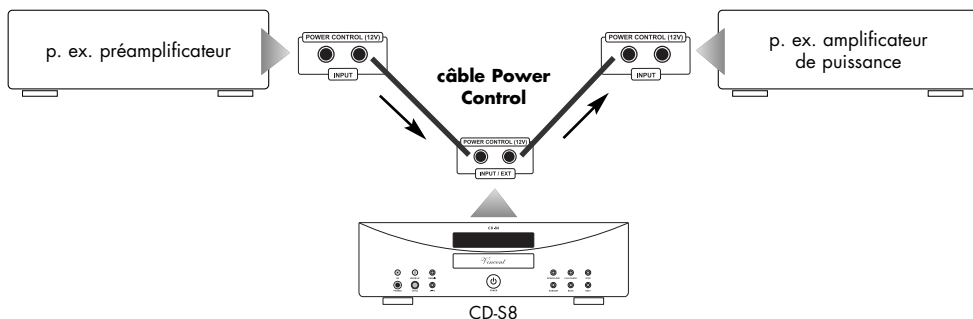 p. ex. préamplificateur
POWER CONTROL (12V)
INPUT
câble Power
Control
POWER CONTROL (12V)
INPUT
p. ex. amplificateur
de puissance
POWER CONTROL (12V)
INPUT / EXT
CD-S8
Vincent
POWER
CD-S8